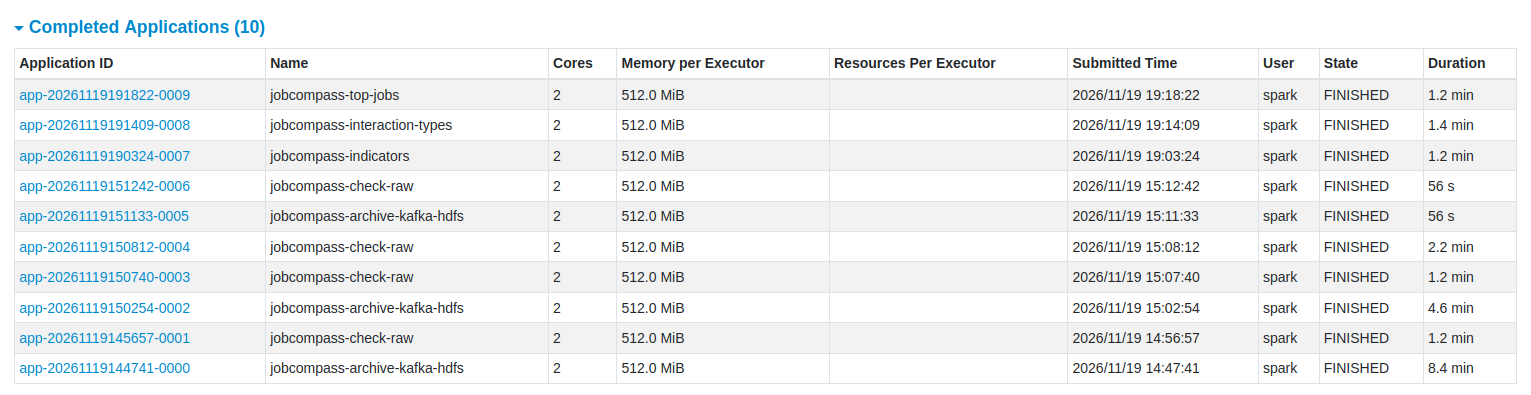 Completed Applications (10)
Application ID Name Cores Memory per Executor Resources Per Executor Submitted Time User State Duration
app-20261119191822-0009 jobcompass-top-jobs 2 512.0 MiB 2026/11/19 19:18:22 spark FINISHED 1.2 min
app-20261119191409-0008 jobcompass-interaction-types 2 512.0 MiB 2026/11/19 19:14:09 spark FINISHED 1.4 min
app-20261119190324-0007 jobcompass-indicators 2 512.0 MiB 2026/11/19 19:03:24 spark FINISHED 1.2 min
app-20261119151242-0006 jobcompass-check-raw 2 512.0 MiB 2026/11/19 15:12:42 spark FINISHED 56 s
app-20261119151133-0005 jobcompass-archive-kafka-hdfs 2 512.0 MiB 2026/11/19 15:11:33 spark FINISHED 56 s
app-20261119150812-0004 jobcompass-check-raw 2 512.0 MiB 2026/11/19 15:08:12 spark FINISHED 2.2 min
app-20261119150740-0003 jobcompass-check-raw 2 512.0 MiB 2026/11/19 15:07:40 spark FINISHED 1.2 min
app-20261119150254-0002 jobcompass-archive-kafka-hdfs 2 512.0 MiB 2026/11/19 15:02:54 spark FINISHED 4.6 min
app-20261119145657-0001 jobcompass-check-raw 2 512.0 MiB 2026/11/19 14:56:57 spark FINISHED 1.2 min
app-20261119144741-0000 jobcompass-archive-kafka-hdfs 2 512.0 MiB 2026/11/19 14:47:41 spark FINISHED 8.4 min